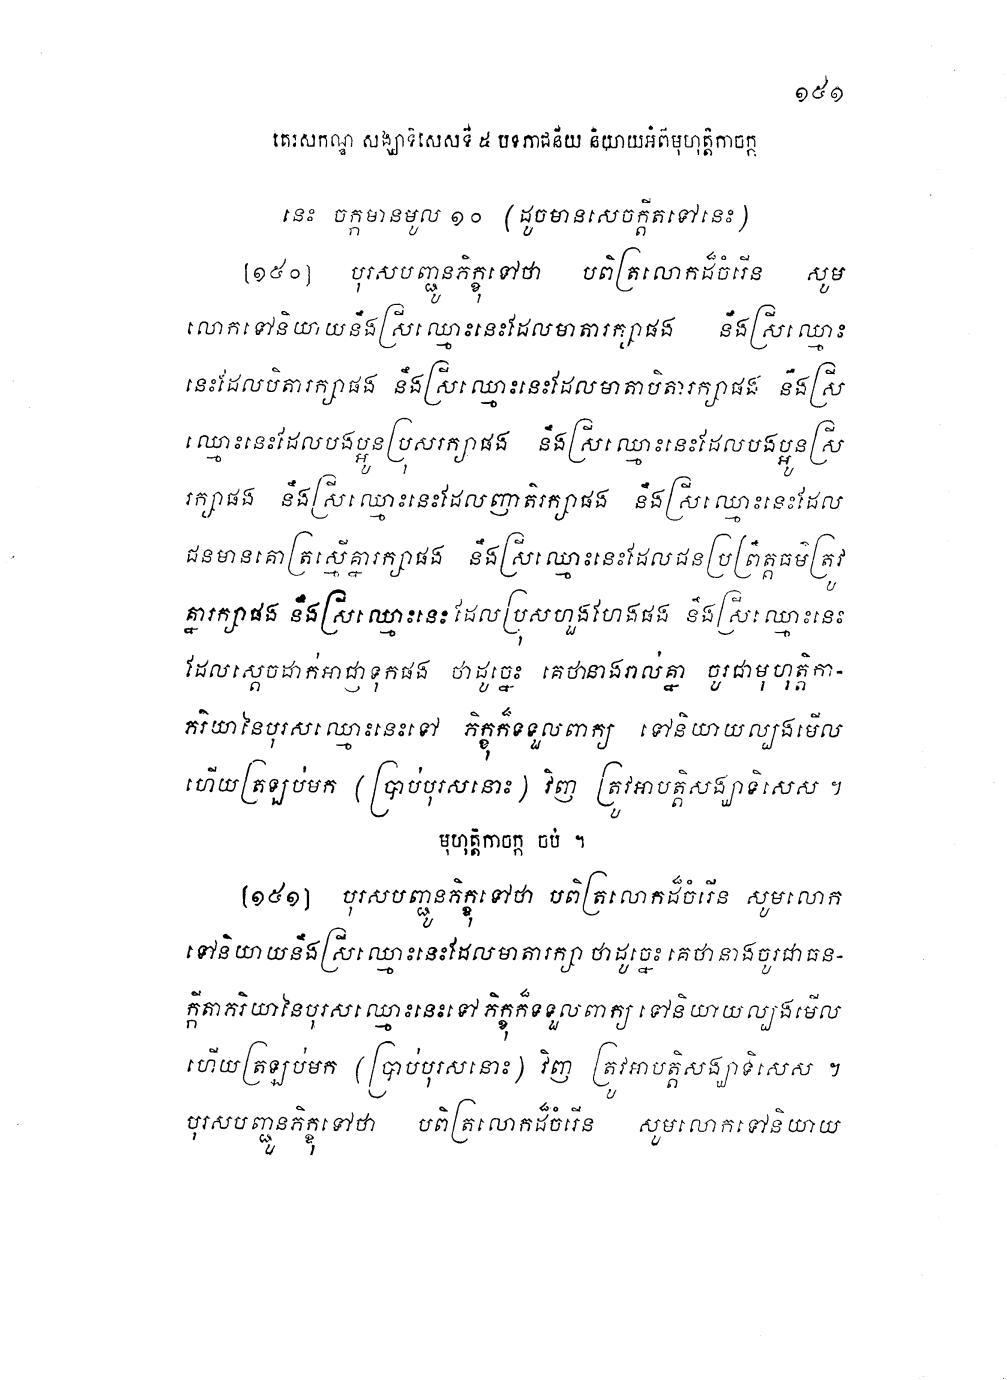 ១៥១
តេរសកណ្ឌ សង្ឃាទិសេសទី ៥ បទភាជនីយ និយាយអំពីមុហុត្តិកាចក្ក
នេះ ចក្កមានមូល ១០ (ដូចមានសេចក្តីតទៅនេះ)
[១៥០] បុរសបញ្ជូនភិក្ខុទៅថា បពិត្រលោកដ៏ចំរើន សូម
លោកទៅនិយាយនឹងស្រីឈ្មោះនេះដែលមាតារក្សាផង នឹងស្រីឈ្មោះ
នេះដែលបិតារក្សាផង នឹងស្រីឈ្មោះនេះដែលមាតាបិតារក្សាផង នឹងស្រី
ឈ្មោះនេះដែលបងប្អូនប្រុសរក្សាផង នឹងស្រីឈ្មោះនេះដែលបងប្អូនស្រី
រក្សាផង នឹងស្រីឈ្មោះនេះដែលញាតិរក្សាផង នឹងស្រីឈ្មោះនេះដែល
ជនមានគោត្រស្មើគ្នារក្សាផង នឹងស្រីឈ្មោះនេះដែលជនប្រព្រឹត្តធម៌ត្រូវ
គ្នារក្សាផង នឹងស្រីឈ្មោះនេះដែលប្រុសហួងហែងផង នឹងស្រីឈ្មោះនេះ
ដែលស្តេចដាក់អាជ្ញាទុកផង ថាដូច្នេះ គេថានាងរាល់គ្នា ចូរជាមុហុត្តិកា-
ភរិយានៃបុរសឈ្មោះនេះទៅ ភិក្ខុក៏ទទួលពាក្យ ទៅនិយាយល្បងមើល
ហើយត្រឡប់មក (ប្រាប់បុរសនោះ) វិញ ត្រូវអាបត្តិសង្ឃាទិសេស ។
មុហុត្តិកាចក្ក ចប់ ។
[១៥១] បុរសបញ្ជូនភិក្ខុទៅថា បពិត្រលោកដ៏ចំរើន សូមលោក
ទៅនិយាយនឹងស្រីឈ្មោះនេះដែលមាតារក្សា ថាដូច្នេះ គេថានាងចូរជាធន-
ក្កីតាភរិយានៃបុរសឈ្មោះនេះទៅ ភិក្ខុក៏ទទួលពាក្យ ទៅនិយាយល្បងមើល
ហើយត្រឡប់មក (ប្រាប់បុរសនោះ) វិញ ត្រូវអាបត្តិសង្ឃាទិសេស ។
បុរសបញ្ជូនភិក្ខុទៅថា បពិត្រលោកដ៏ចំរើន សូមលោកទៅនិយាយ